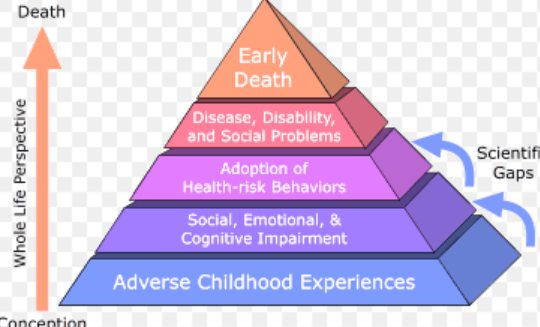 Death
Whole Life Perspective
Early
Death
Disease, Disability,
and Social Problems
Adoption of
Health-risk Behaviors
Scientifi
Gaps
Social, Emotional, &
Cognitive Impairment
Adverse Childhood Experiences
Conception